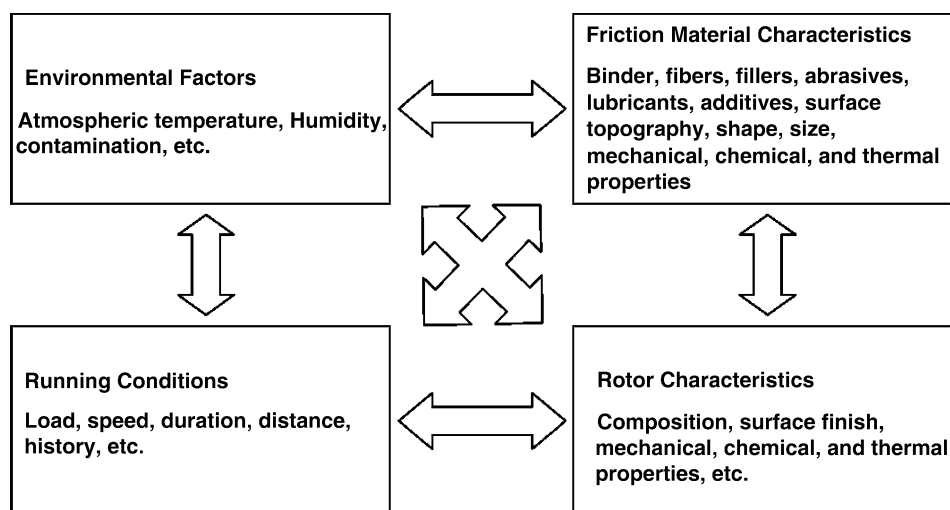 Environmental Factors
Atmospheric temperature, Humidity,
contamination, etc.
Friction Material Characteristics
Binder, fibers, fillers, abrasives,
lubricants, additives, surface
topography, shape, size,
mechanical, chemical, and thermal
properties
Running Conditions
Load, speed, duration, distance,
history, etc.
Rotor Characteristics
Composition, surface finish,
mechanical, chemical, and thermal
properties, etc.